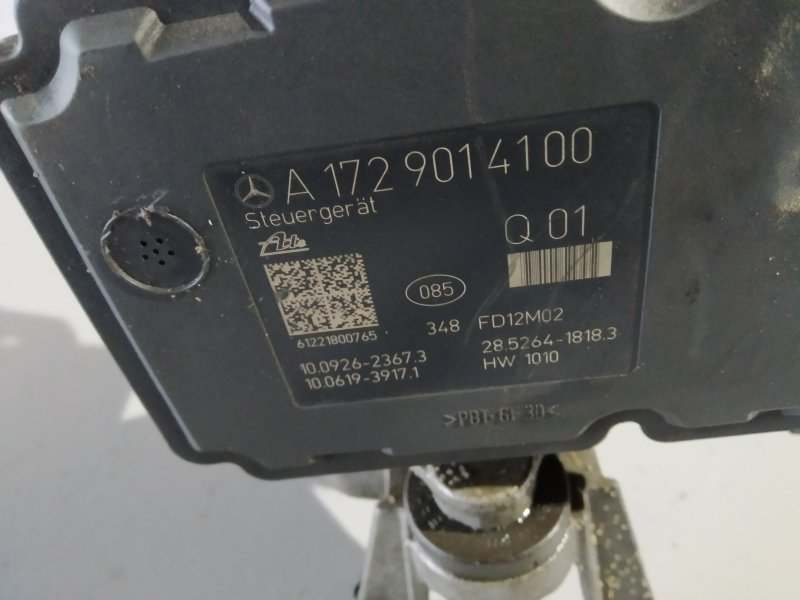 A 172 901 41 00
Steuergerät
Ate
Q 01
085
61221800765
348 FD12M02
10.0926-2367.3
10.0619-3917.1
28.5264-1818.3
HW 1010
>PBT-GF30<